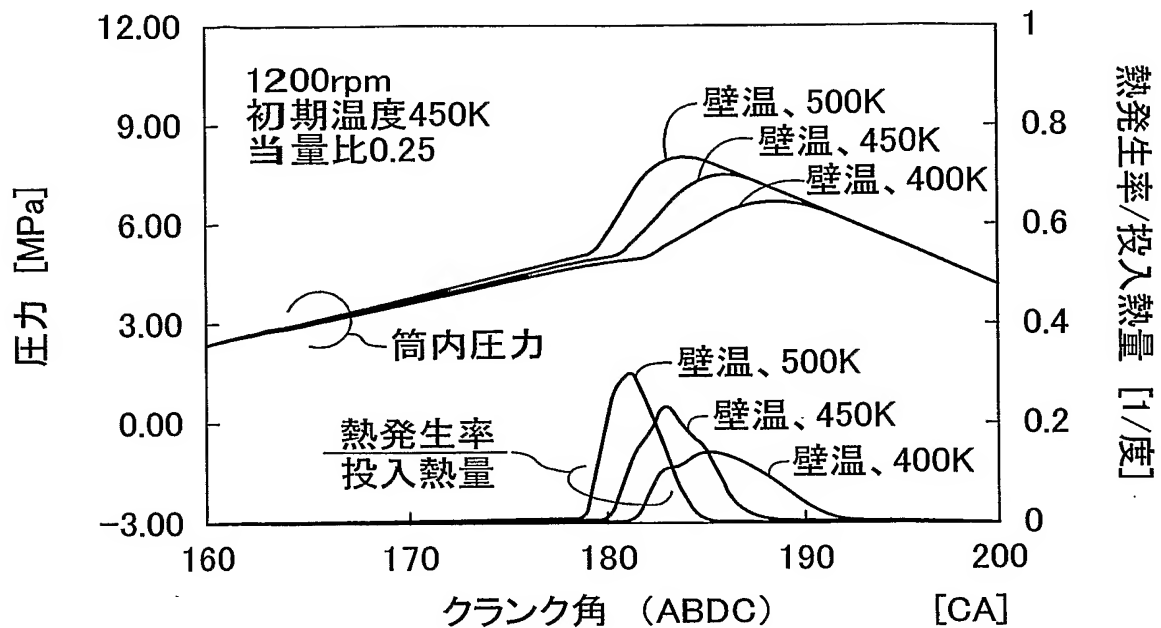 12.00
9.00
6.00
3.00
0.00
−3.00
圧力 [MPa]
1200rpm
初期温度450K
当量比0.25
壁温、500K
壁温、450K
壁温、400K
筒内圧力
壁温、500K
壁温、450K
壁温、400K
熱発生率
投入熱量
1
0.8
0.6
0.4
0.2
0
熱発生率/投入熱量 [1/度]
160
170
180
190
200
クランク角 (ABDC) [CA]